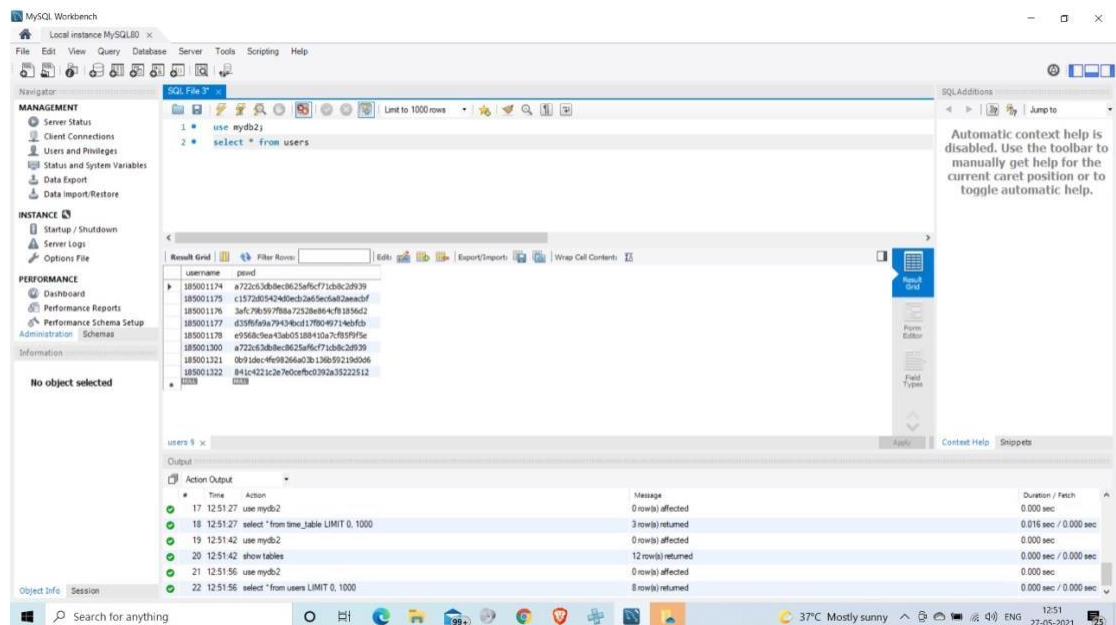 MySQL Workbench
Local instance MySQL80 ×
File Edit View Query Database Server Tools Scripting Help
Navigator
MANAGEMENT
Server Status
Client Connections
Users and Privileges
Status and System Variables
Data Export
Data Import/Restore
INSTANCE
Startup / Shutdown
Server Logs
Options File
PERFORMANCE
Dashboard
Performance Reports
Performance Schema Setup
Administration Schemas
Information
No object selected
Object Info Session
SQL File 3* ×
Limit to 1000 rows
1 use mydb2;
2 select * from users
Result Grid Filter Rows: Edit: Export/Import: Wrap Cell Content:
username pswd
185001174 a722c63db8ec8625af6cf71cb8c2d939
185001175 c1572d05424d0ecb2a65ec6a82aeacbf
185001176 3afc79b597f88a72528e864cf81856d2
185001177 d35f6fa9a79434bcd17f8049714ebfcb
185001178 e9568c9ea43ab05188410a7cf85f9f5e
185001300 a722c63db8ec8625af6cf71cb8c2d939
185001321 0b91dec4fe98266a03b136b59219d0d6
185001322 841c4221c2e7e0cefbc0392a35222512
NULL NULL
Result Grid
Form Editor
Field Types
users 9 ×
Apply
SQLAdditions
Jump to
Automatic context help is disabled. Use the toolbar to manually get help for the current caret position or to toggle automatic help.
Context Help Snippets
Output
Action Output
# Time Action Message Duration / Fetch
17 12:51:27 use mydb2 0 row(s) affected 0.000 sec
18 12:51:27 select * from time_table LIMIT 0, 1000 3 row(s) returned 0.016 sec / 0.000 sec
19 12:51:42 use mydb2 0 row(s) affected 0.000 sec
20 12:51:42 show tables 12 row(s) returned 0.000 sec / 0.000 sec
21 12:51:56 use mydb2 0 row(s) affected 0.000 sec
22 12:51:56 select * from users LIMIT 0, 1000 8 row(s) returned 0.000 sec / 0.000 sec
Search for anything
99+
37°C Mostly sunny
ENG
12:51
27-05-2021
25